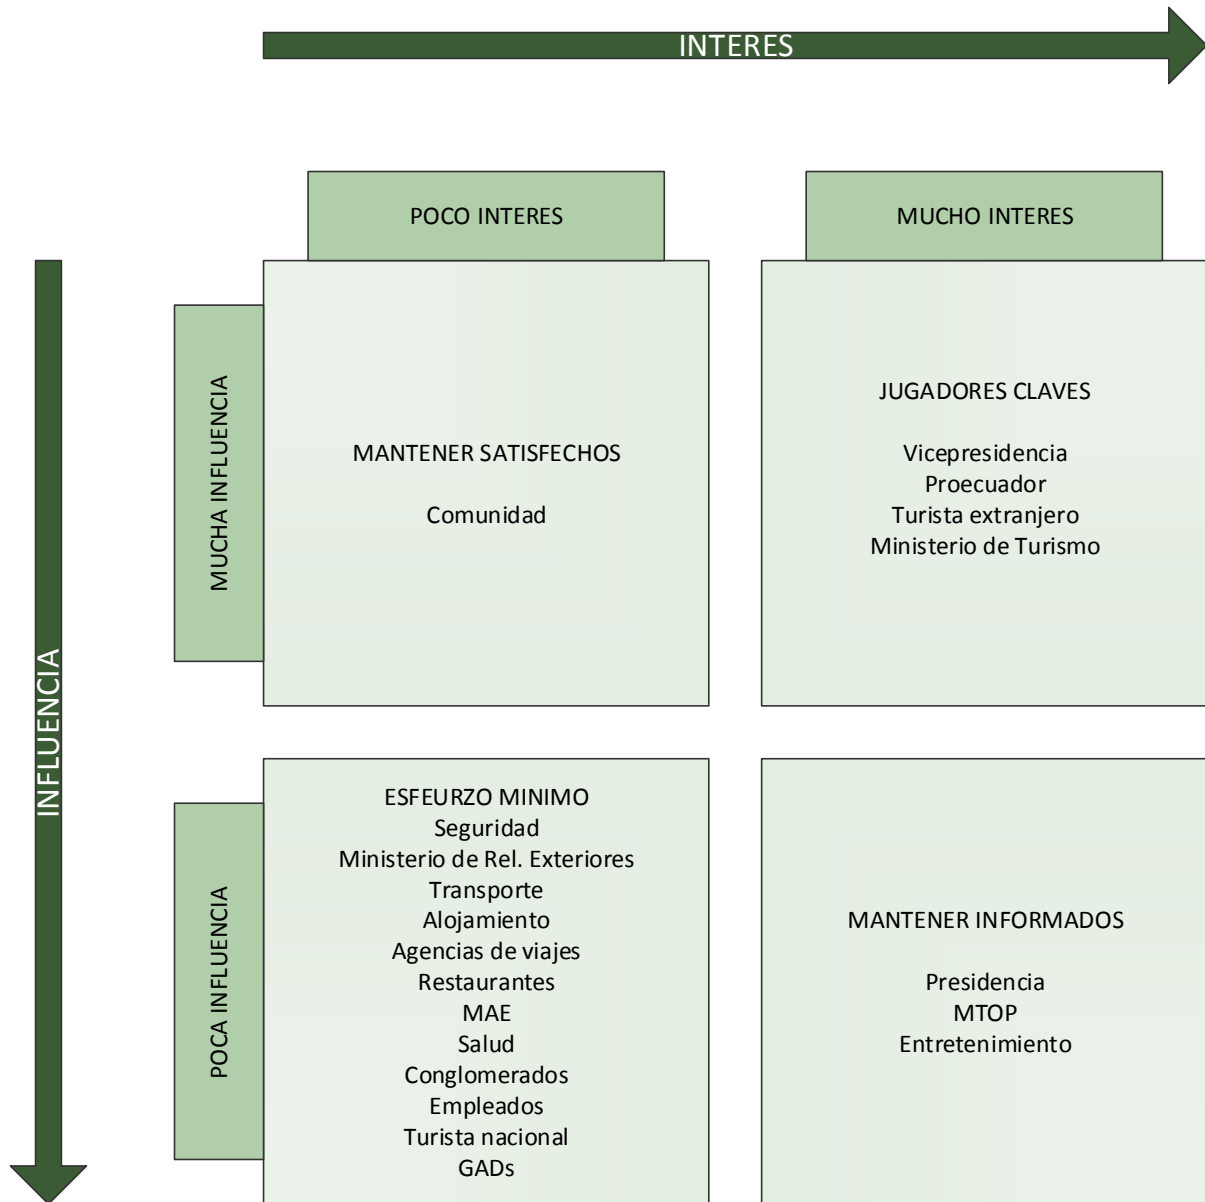 INTERES
POCO INTERES
MUCHO INTERES
INFLUENCIA
MUCHA INFLUENCIA
MANTENER SATISFECHOS
Comunidad
JUGADORES CLAVES
Vicepresidencia
Proecuador
Turista extranjero
Ministerio de Turismo
POCA INFLUENCIA
ESFEURZO MINIMO
Seguridad
Ministerio de Rel. Exteriores
Transporte
Alojamiento
Agencias de viajes
Restaurantes
MAE
Salud
Conglomerados
Empleados
Turista nacional
GADs
MANTENER INFORMADOS
Presidencia
MTOP
Entretenimiento